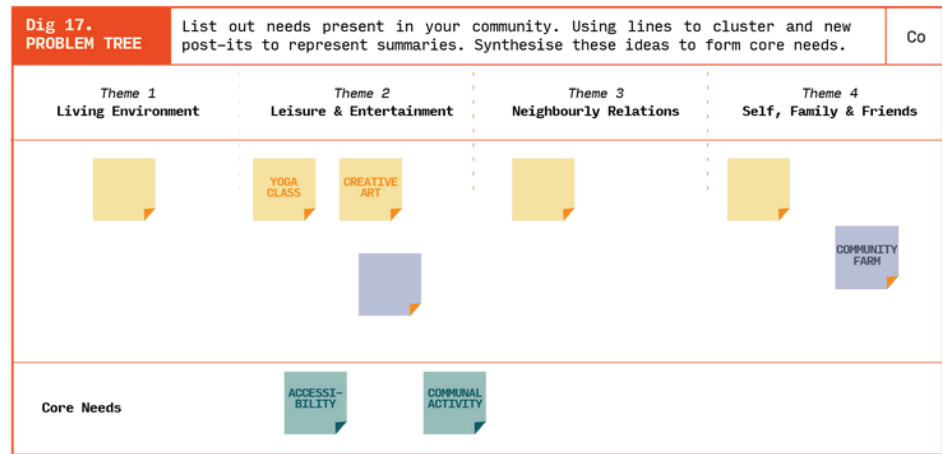 Dig 17.
PROBLEM TREE
List out needs present in your community. Using lines to cluster and new
post-its to represent summaries. Synthesise these ideas to form core needs.
Co
Theme 1
Living Environment
Theme 2
Leisure & Entertainment
Theme 3
Neighbourly Relations
Theme 4
Self, Family & Friends
YOGA
CLASS
CREATIVE
ART
COMMUNITY
FARM
Core Needs
ACCESSI-
BILITY
COMMUNAL
ACTIVITY